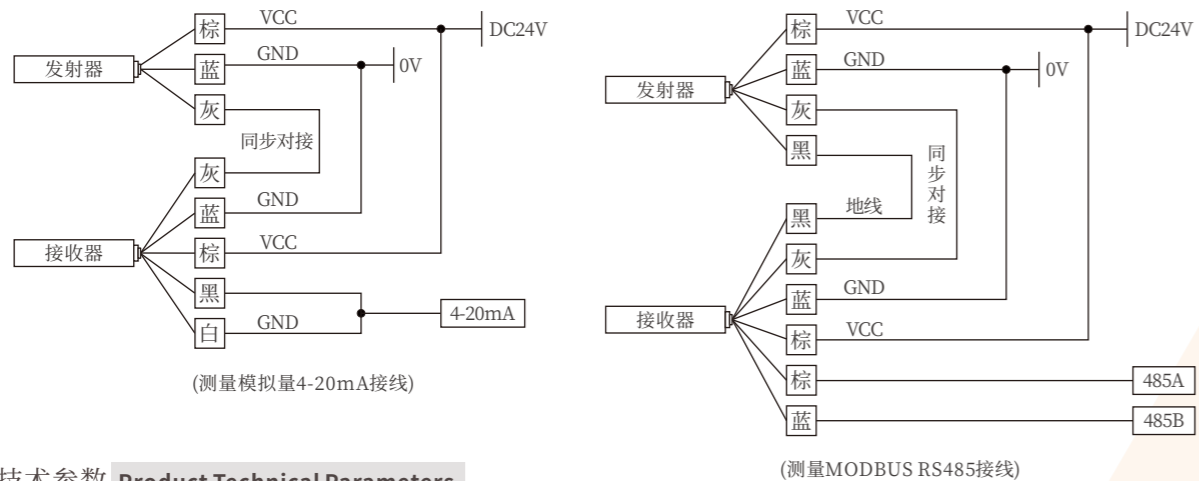 棕 VCC DC24V
发射器 蓝 GND 0V
灰
同步对接
灰
蓝 GND
接收器 棕 VCC
黑
4-20mA
白 GND
(测量模拟量4-20mA接线)
棕 VCC DC24V
蓝 GND 0V
发射器
灰
黑
同步对接
黑 地线
灰
蓝 GND
接收器
棕 VCC
棕 485A
蓝 485B
(测量MODBUS RS485接线)
技术参数 Product Technical Parameters